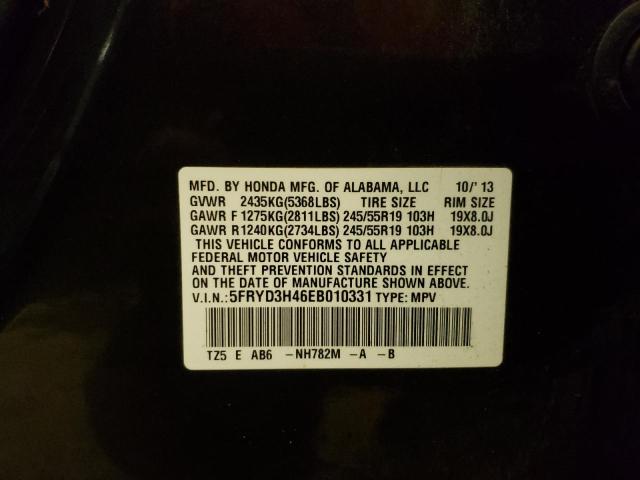 MFD. BY HONDA MFG. OF ALABAMA, LLC 10/'13
GVWR 2435KG(5368LBS) TIRE SIZE RIM SIZE
GAWR F 1275KG(2811LBS) 245/55R19 103H 19X8.0J
GAWR R 1240KG(2734LBS) 245/55R19 103H 19X8.0J
THIS VEHICLE CONFORMS TO ALL APPLICABLE
FEDERAL MOTOR VEHICLE SAFETY
AND THEFT PREVENTION STANDARDS IN EFFECT
ON THE DATE OF MANUFACTURE SHOWN ABOVE
V.I.N.:5FRYD3H46EB010331 TYPE: MPV
TZ5 E AB6 -NH782M -A -B